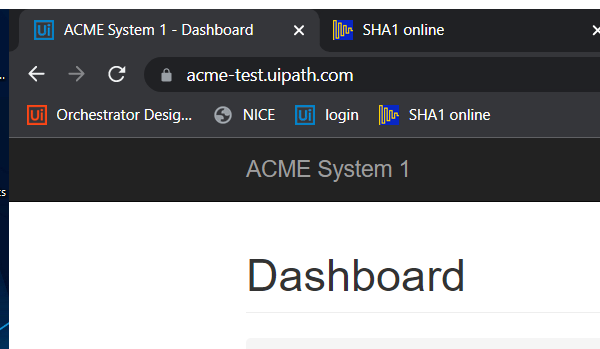 Ui ACME System 1 - Dashboard SHA1 online
acme-test.uipath.com
Ui Orchestrator Desig... NICE Ui login SHA1 online
ACME System 1
Dashboard